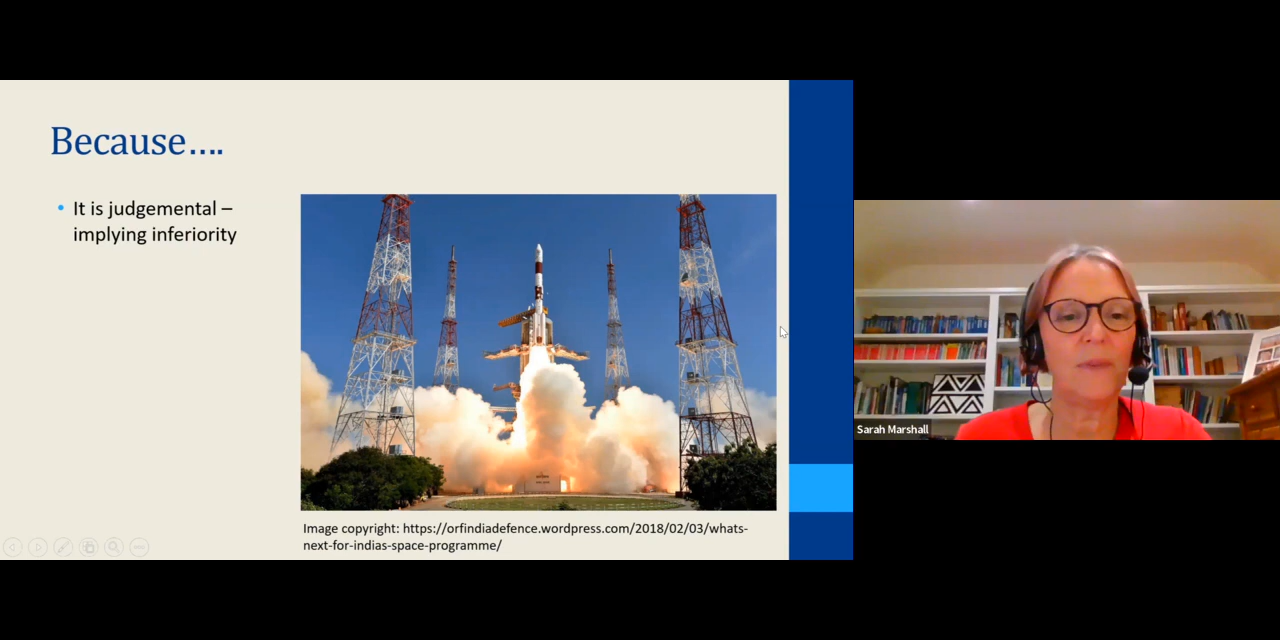 Because….
• It is judgemental –
implying inferiority
Image copyright: https://orfindiadefence.wordpress.com/2018/02/03/whats-
next-for-indias-space-programme/
Sarah Marshall